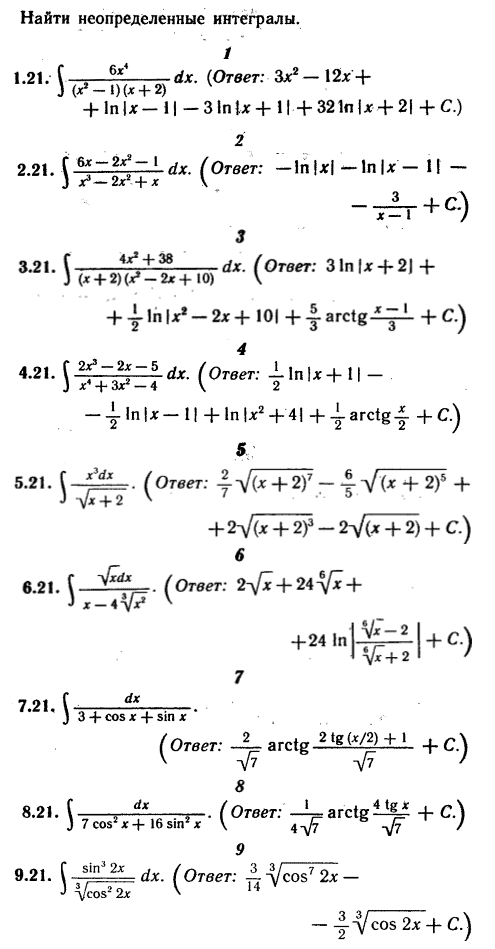 Найти неопределенные интегралы.
1
1.21. ∫ 6x⁴/((x² − 1)(x + 2)) dx. (Ответ: 3x² − 12x +
+ ln|x − 1| − 3 ln|x + 1| + 32 ln|x + 2| + C.)
2
2.21. ∫ (6x − 2x² − 1)/(x³ − 2x² + x) dx. (Ответ: −ln|x| − ln|x − 1| −
− 3/(x − 1) + C.)
3
3.21. ∫ (4x² + 38)/((x + 2)(x² − 2x + 10)) dx. (Ответ: 3 ln|x + 2| +
+ 1/2 ln|x² − 2x + 10| + 5/3 arctg (x − 1)/3 + C.)
4
4.21. ∫ (2x³ − 2x − 5)/(x⁴ + 3x² − 4) dx. (Ответ: 1/2 ln|x + 1| −
− 1/2 ln|x − 1| + ln|x² + 4| + 1/2 arctg x/2 + C.)
5
5.21. ∫ x³dx/√(x + 2). (Ответ: 2/7 √((x + 2)⁷) − 6/5 √((x + 2)⁵) +
+ 2√((x + 2)³) − 2√((x + 2)) + C.)
6
6.21. ∫ √x dx/(x − 4∛(x²)). (Ответ: 2√x + 24 ⁶√x +
+ 24 ln|(⁶√x − 2)/(⁶√x + 2)| + C.)
7
7.21. ∫ dx/(3 + cos x + sin x).
(Ответ: 2/√7 arctg (2 tg (x/2) + 1)/√7 + C.)
8
8.21. ∫ dx/(7 cos² x + 16 sin² x). (Ответ: 1/(4√7) arctg (4 tg x)/√7 + C.)
9
9.21. ∫ sin³ 2x/∛(cos² 2x) dx. (Ответ: 3/14 ∛(cos⁷ 2x) −
− 3/2 ∛(cos 2x) + C.)